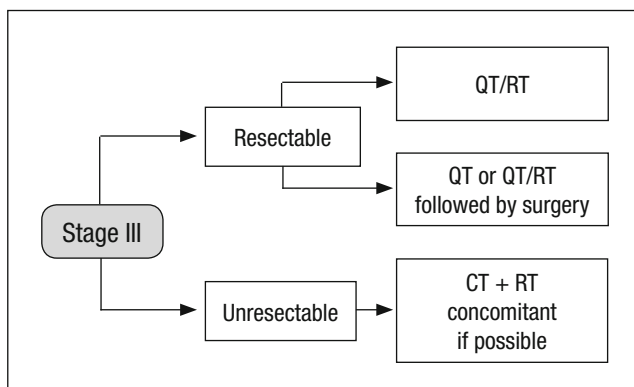 QT/RT
Resectable
QT or QT/RT
followed by surgery
Stage III
Unresectable
CT + RT
concomitant
if possible